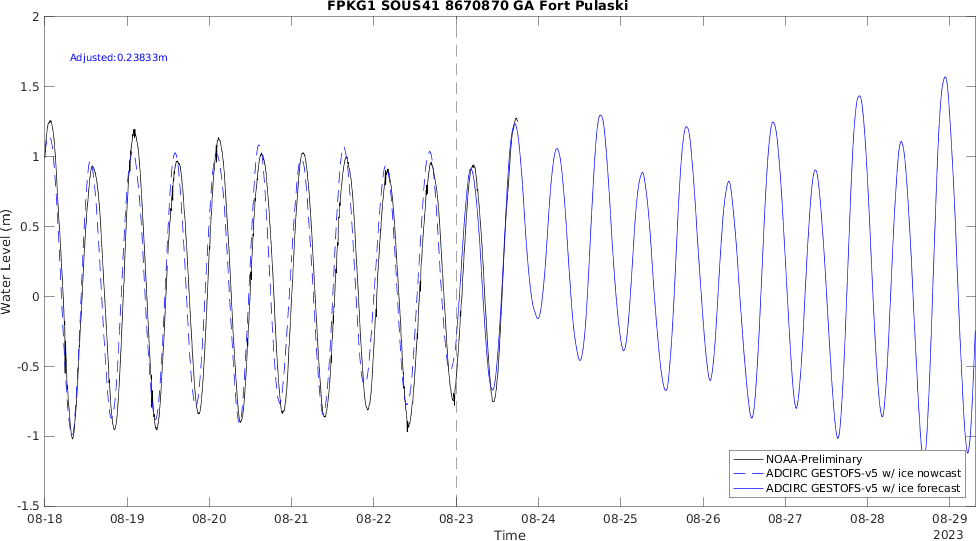 FPKG1 SOUS41 8670870 GA Fort Pulaski
Adjusted:0.23833m
Water Level (m)
2
1.5
1
0.5
0
-0.5
-1
-1.5
NOAA-Preliminary
ADCIRC GESTOFS-v5 w/ ice nowcast
ADCIRC GESTOFS-v5 w/ ice forecast
08-18 08-19 08-20 08-21 08-22 08-23 08-24 08-25 08-26 08-27 08-28 08-29
Time
2023